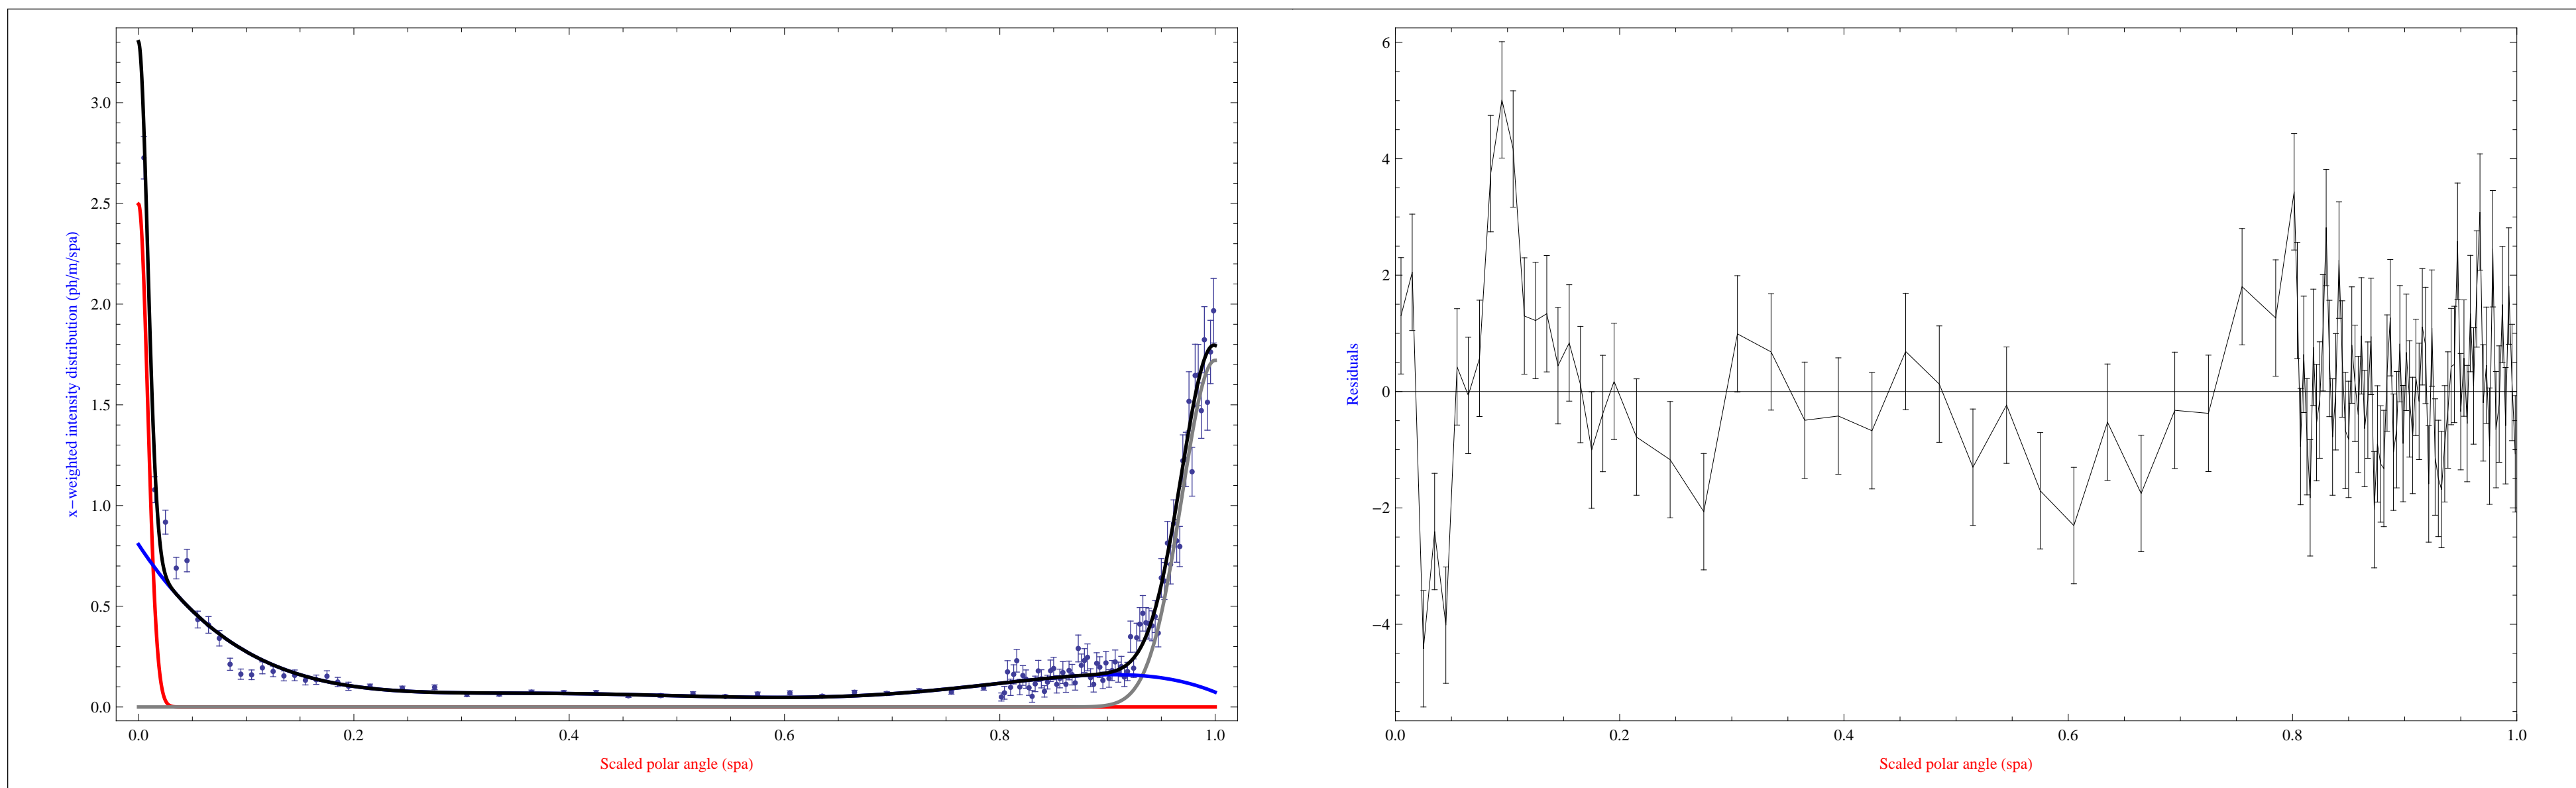 x−weighted intensity distribution (ph/m/spa)
3.0
2.5
2.0
1.5
1.0
0.5
0.0
0.0 0.2 0.4 0.6 0.8 1.0
Scaled polar angle (spa)
Residuals
6
4
2
0
−2
−4
0.0 0.2 0.4 0.6 0.8 1.0
Scaled polar angle (spa)